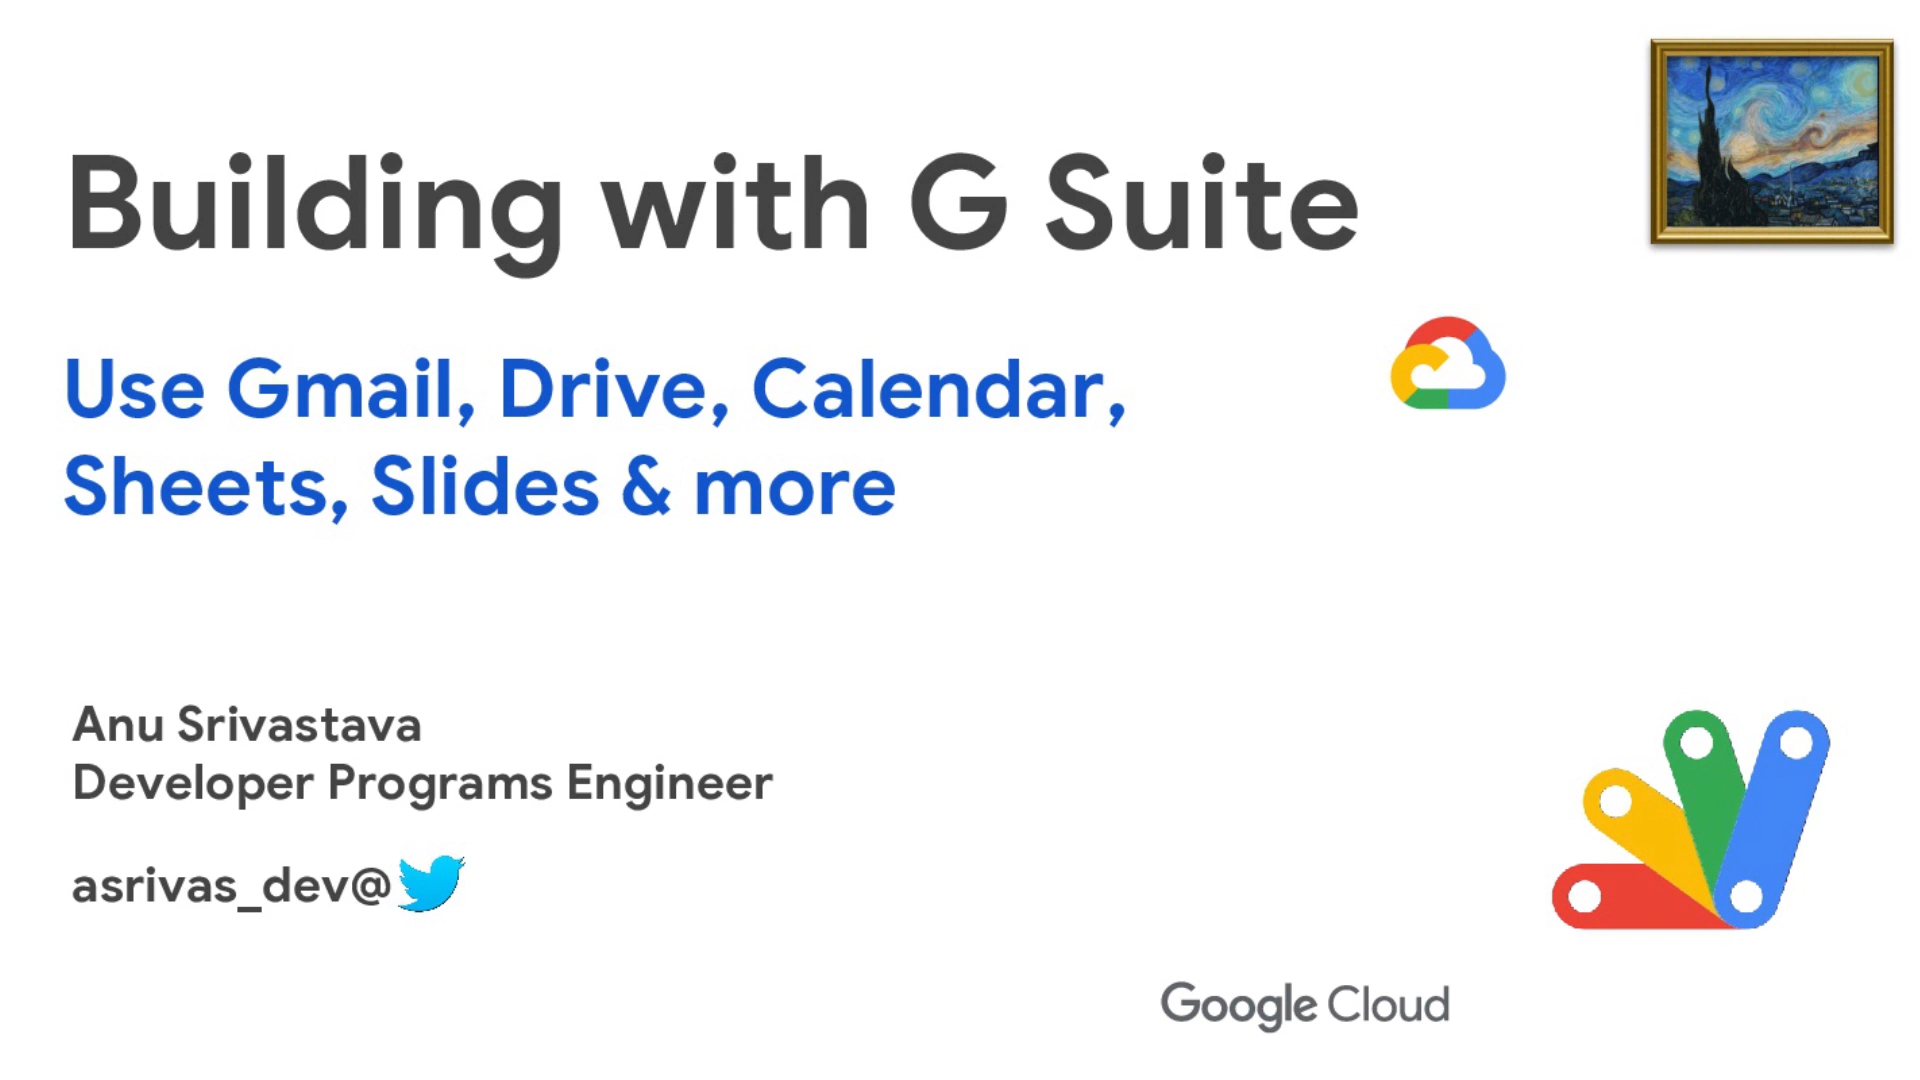 Building with G Suite
Use Gmail, Drive, Calendar,
Sheets, Slides & more
Anu Srivastava
Developer Programs Engineer
asrivas_dev@
Google Cloud